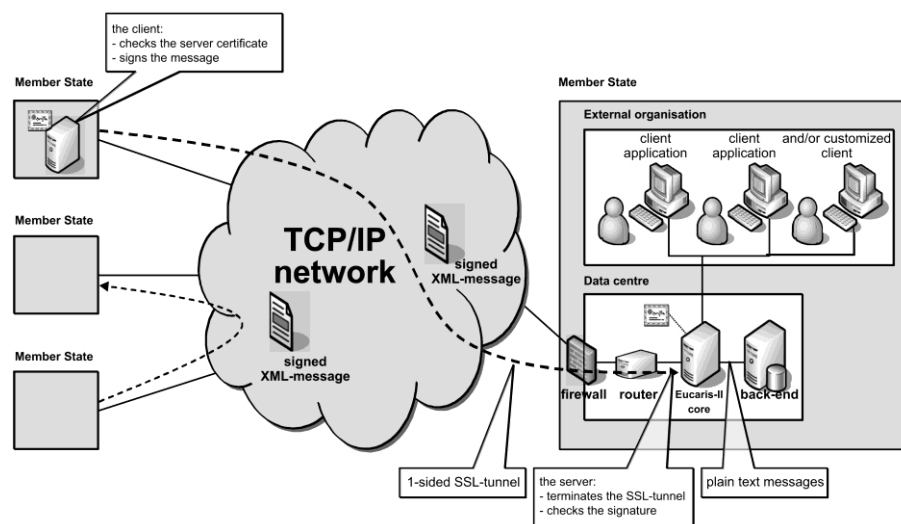 the client:
- checks the server certificate
- signs the message
Member State
Member State
External organisation
client
application
client
application
and/or customized
client
Member State
TCP/IP
network
signed
XML-message
signed
XML-message
Data centre
Member State
firewall
router
Eucaris-II
core
back-end
1-sided SSL-tunnel
the server:
- terminates the SSL-tunnel
- checks the signature
plain text messages